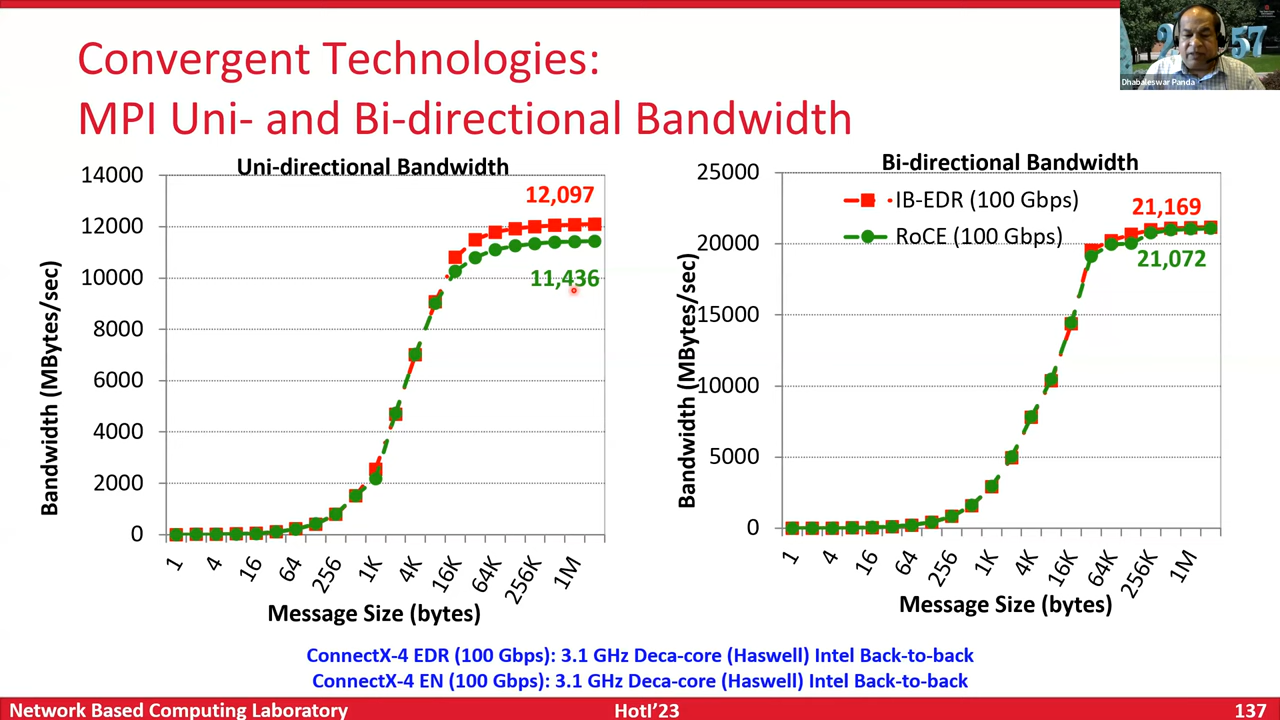 Convergent Technologies:
MPI Uni- and Bi-directional Bandwidth
57
Dhabaleswar Panda
Uni-directional Bandwidth
14000
12000
10000
8000
6000
4000
2000
0
Bandwidth (MBytes/sec)
12,097
11,436
1
4
16
64
256
1K
4K
16K
64K
256K
1M
Message Size (bytes)
Bi-directional Bandwidth
25000
20000
15000
10000
5000
0
Bandwidth (MBytes/sec)
IB-EDR (100 Gbps)
RoCE (100 Gbps)
21,169
21,072
1
4
16
64
256
1K
4K
16K
64K
256K
1M
Message Size (bytes)
ConnectX-4 EDR (100 Gbps): 3.1 GHz Deca-core (Haswell) Intel Back-to-back
ConnectX-4 EN (100 Gbps): 3.1 GHz Deca-core (Haswell) Intel Back-to-back
Network Based Computing Laboratory
HotI’23
137